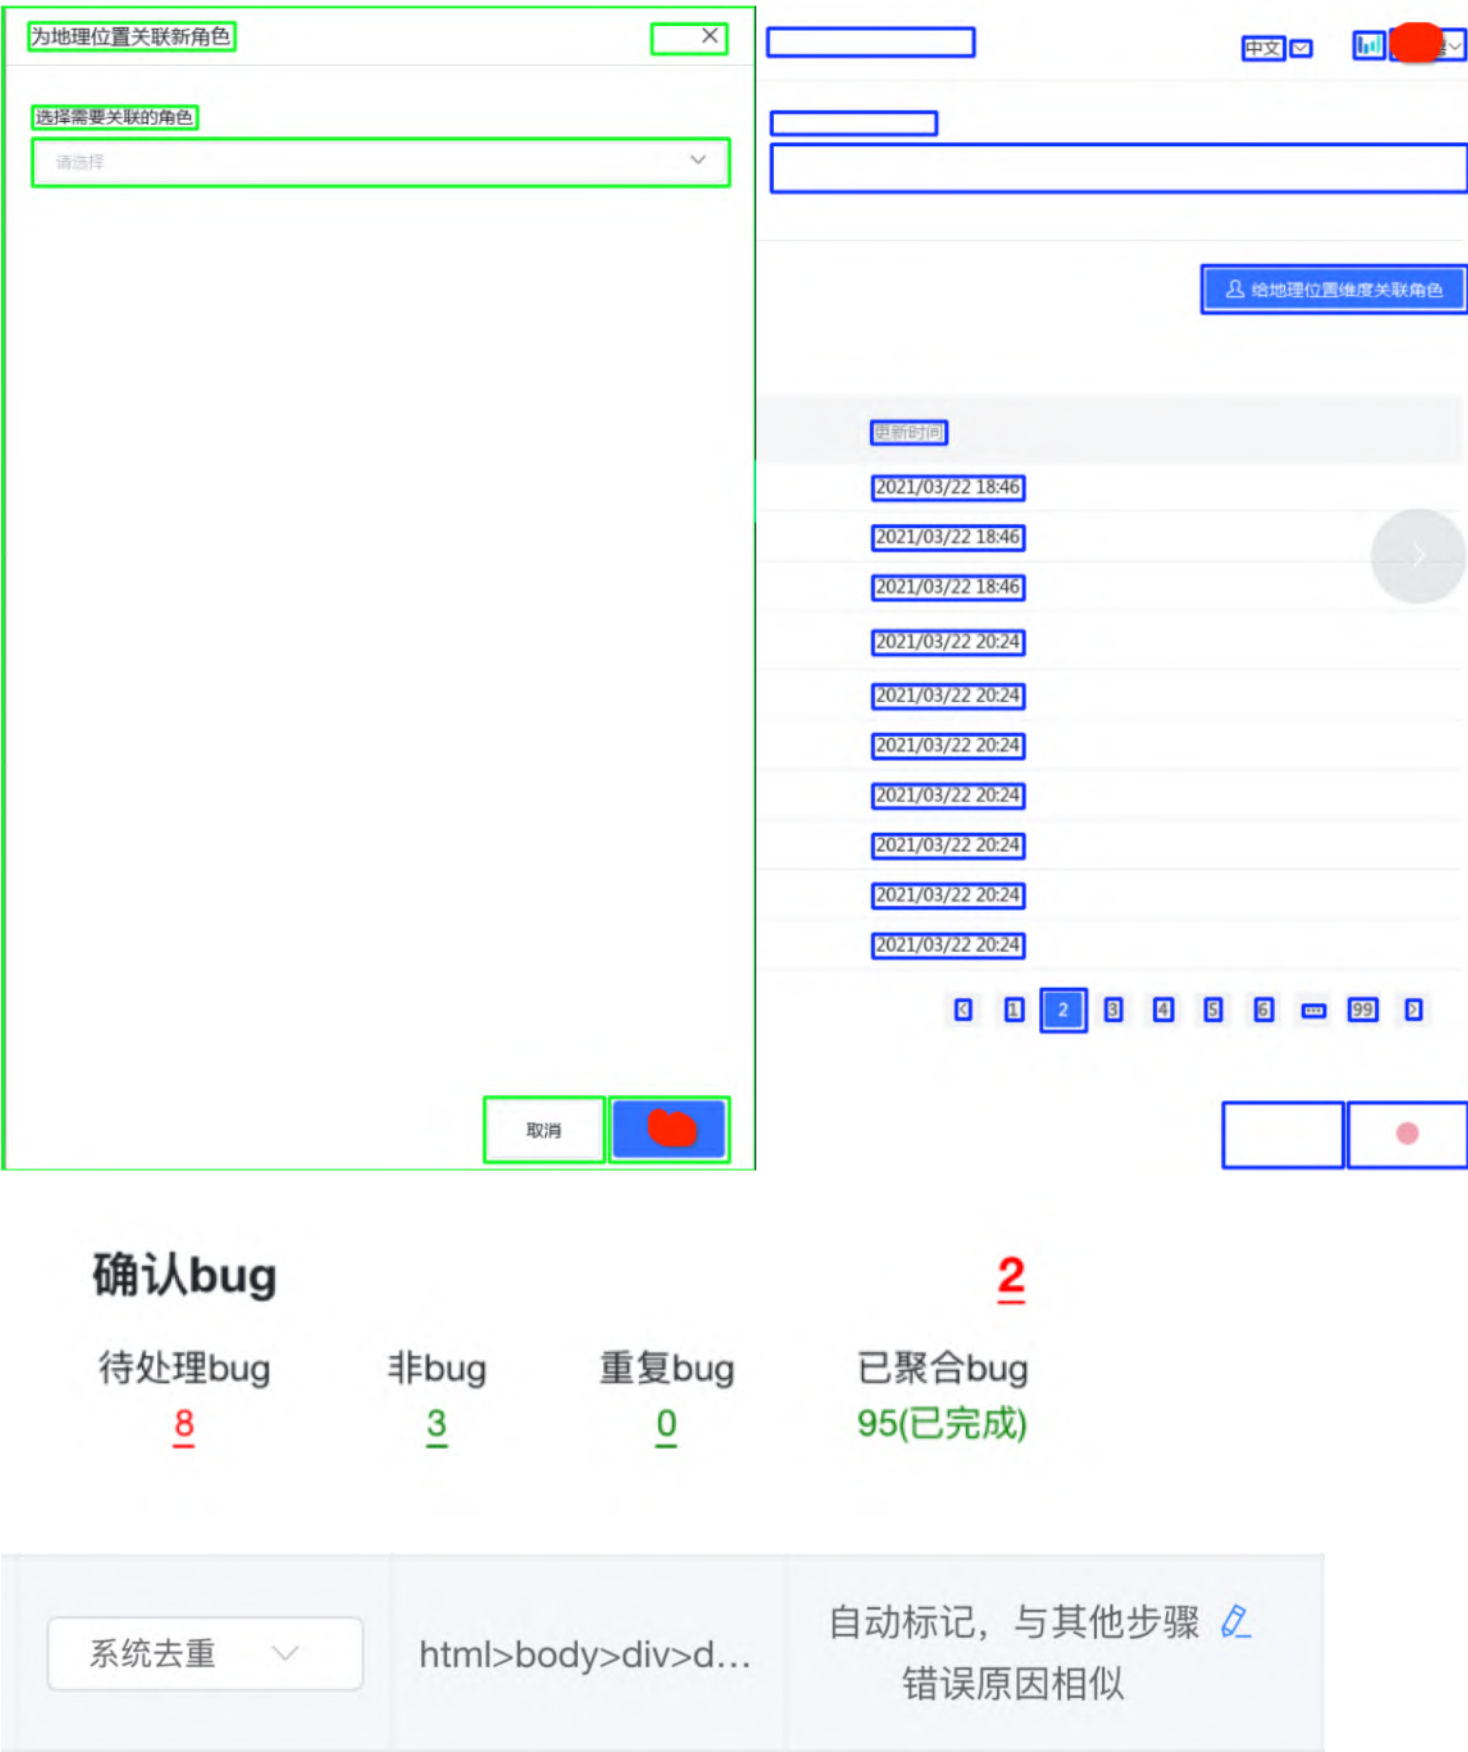 为地理位置关联新角色
中文
选择需要关联的角色
请选择
给地理位置维度关联角色
更新时间
2021/03/22 18:46
2021/03/22 18:46
2021/03/22 18:46
2021/03/22 20:24
2021/03/22 20:24
2021/03/22 20:24
2021/03/22 20:24
2021/03/22 20:24
2021/03/22 20:24
2021/03/22 20:24
< 1 2 3 4 5 6 ··· 99 >
取消
确认bug 2
待处理bug 非bug 重复bug 已聚合bug
8 3 0 95(已完成)
系统去重 html>body>div>d... 自动标记，与其他步骤
错误原因相似